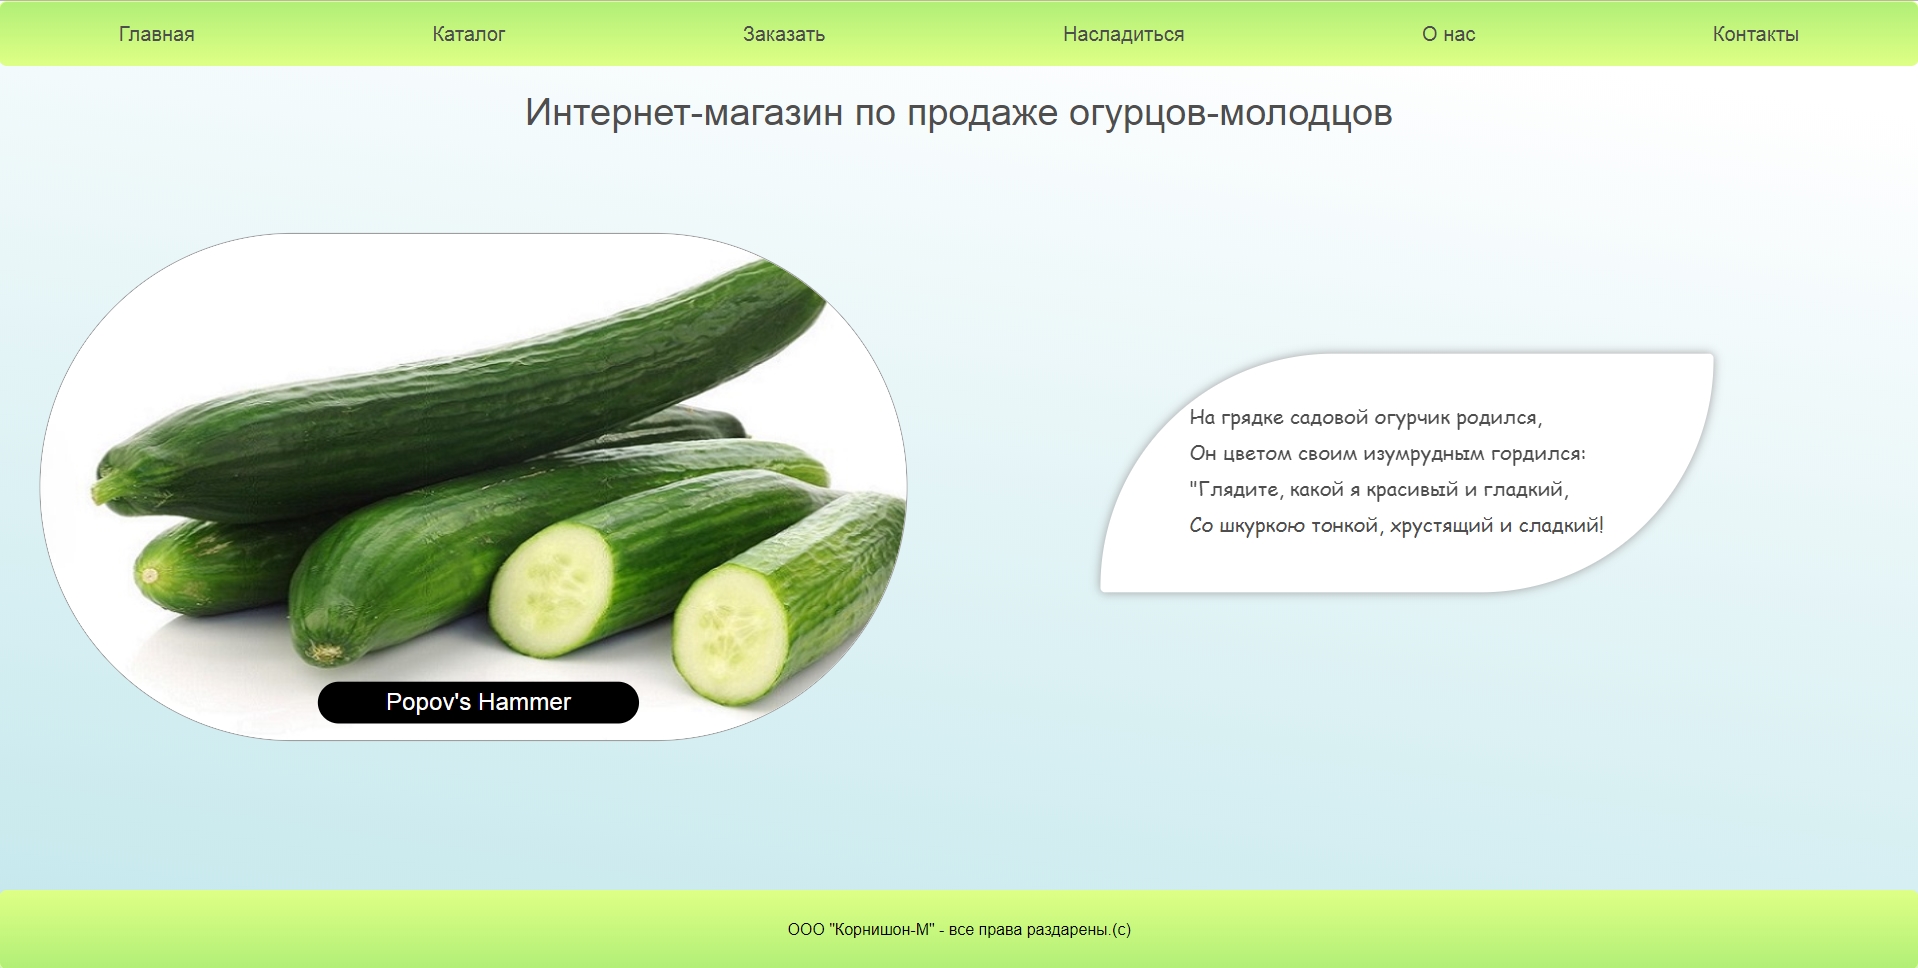 Главная Каталог Заказать Насладиться О нас Контакты
Интернет-магазин по продаже огурцов-молодцов
На грядке садовой огурчик родился,
Он цветом своим изумрудным гордился:
"Глядите, какой я красивый и гладкий,
Со шкуркою тонкой, хрустящий и сладкий!
Popov's Hammer
ООО "Корнишон-М" - все права раздарены.(с)